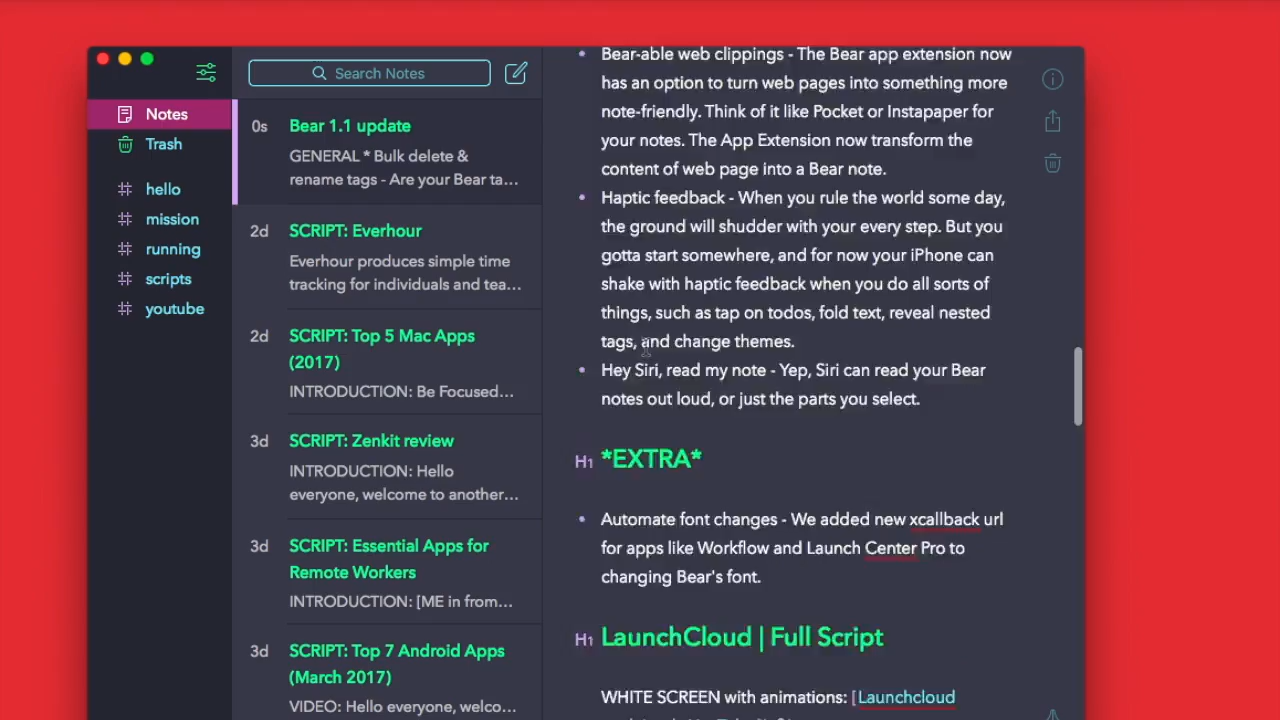 Notes
Trash
hello
mission
running
scripts
youtube
Search Notes
0s
Bear 1.1 update
GENERAL * Bulk delete &
rename tags - Are your Bear ta...
2d
SCRIPT: Everhour
Everhour produces simple time
tracking for individuals and tea...
2d
SCRIPT: Top 5 Mac Apps
(2017)
INTRODUCTION: Be Focused...
3d
SCRIPT: Zenkit review
INTRODUCTION: Hello
everyone, welcome to another...
3d
SCRIPT: Essential Apps for
Remote Workers
INTRODUCTION: [ME in from...
3d
SCRIPT: Top 7 Android Apps
(March 2017)
VIDEO: Hello everyone, welco...
Bear-able web clippings - The Bear app extension now
has an option to turn web pages into something more
note-friendly. Think of it like Pocket or Instapaper for
your notes. The App Extension now transform the
content of web page into a Bear note.
Haptic feedback - When you rule the world some day,
the ground will shudder with your every step. But you
gotta start somewhere, and for now your iPhone can
shake with haptic feedback when you do all sorts of
things, such as tap on todos, fold text, reveal nested
tags, and change themes.
Hey Siri, read my note - Yep, Siri can read your Bear
notes out loud, or just the parts you select.
H1 *EXTRA*
Automate font changes - We added new xcallback url
for apps like Workflow and Launch Center Pro to
changing Bear's font.
H1 LaunchCloud | Full Script
WHITE SCREEN with animations: [Launchcloud